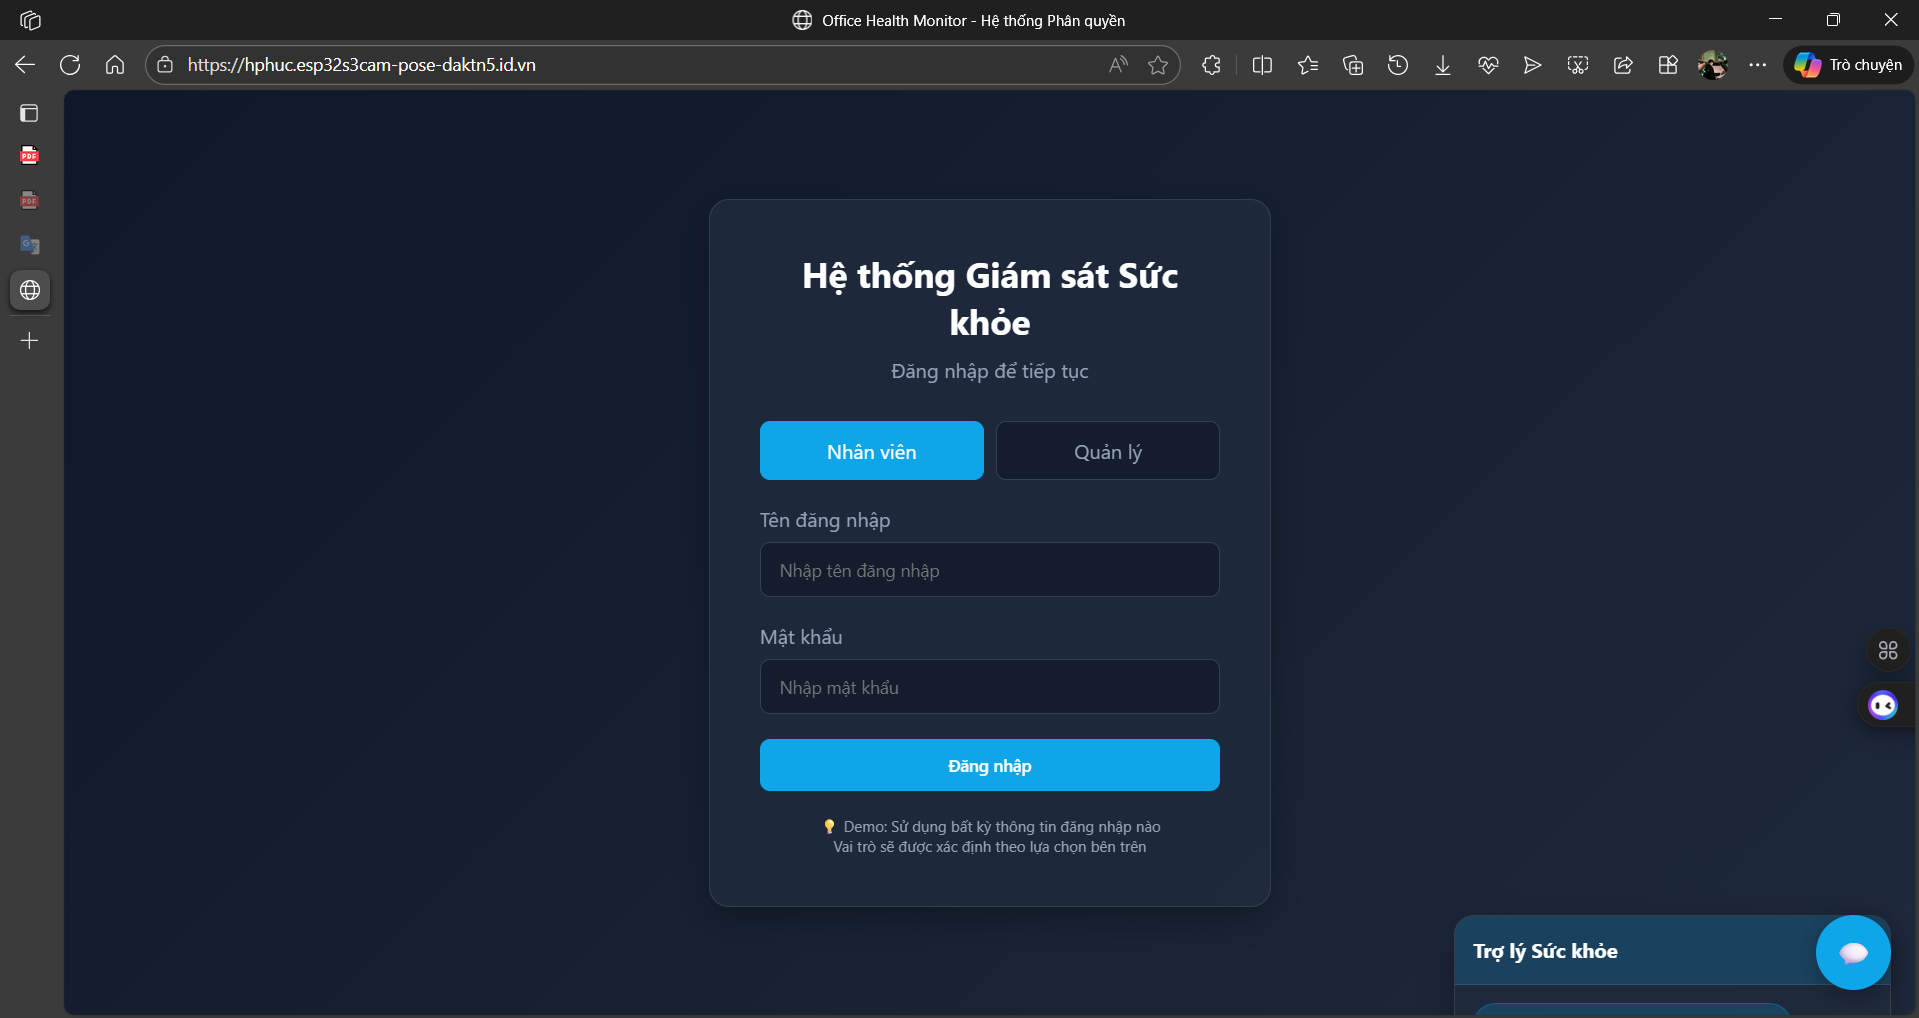 Office Health Monitor - Hệ thống Phân quyền
https://hphuc.esp32s3cam-pose-daktn5.id.vn
Trò chuyện
PDF
PDF
Hệ thống Giám sát Sức
khỏe
Đăng nhập để tiếp tục
Nhân viên
Quản lý
Tên đăng nhập
Nhập tên đăng nhập
Mật khẩu
Nhập mật khẩu
Đăng nhập
💡 Demo: Sử dụng bất kỳ thông tin đăng nhập nào
Vai trò sẽ được xác định theo lựa chọn bên trên
Trợ lý Sức khỏe